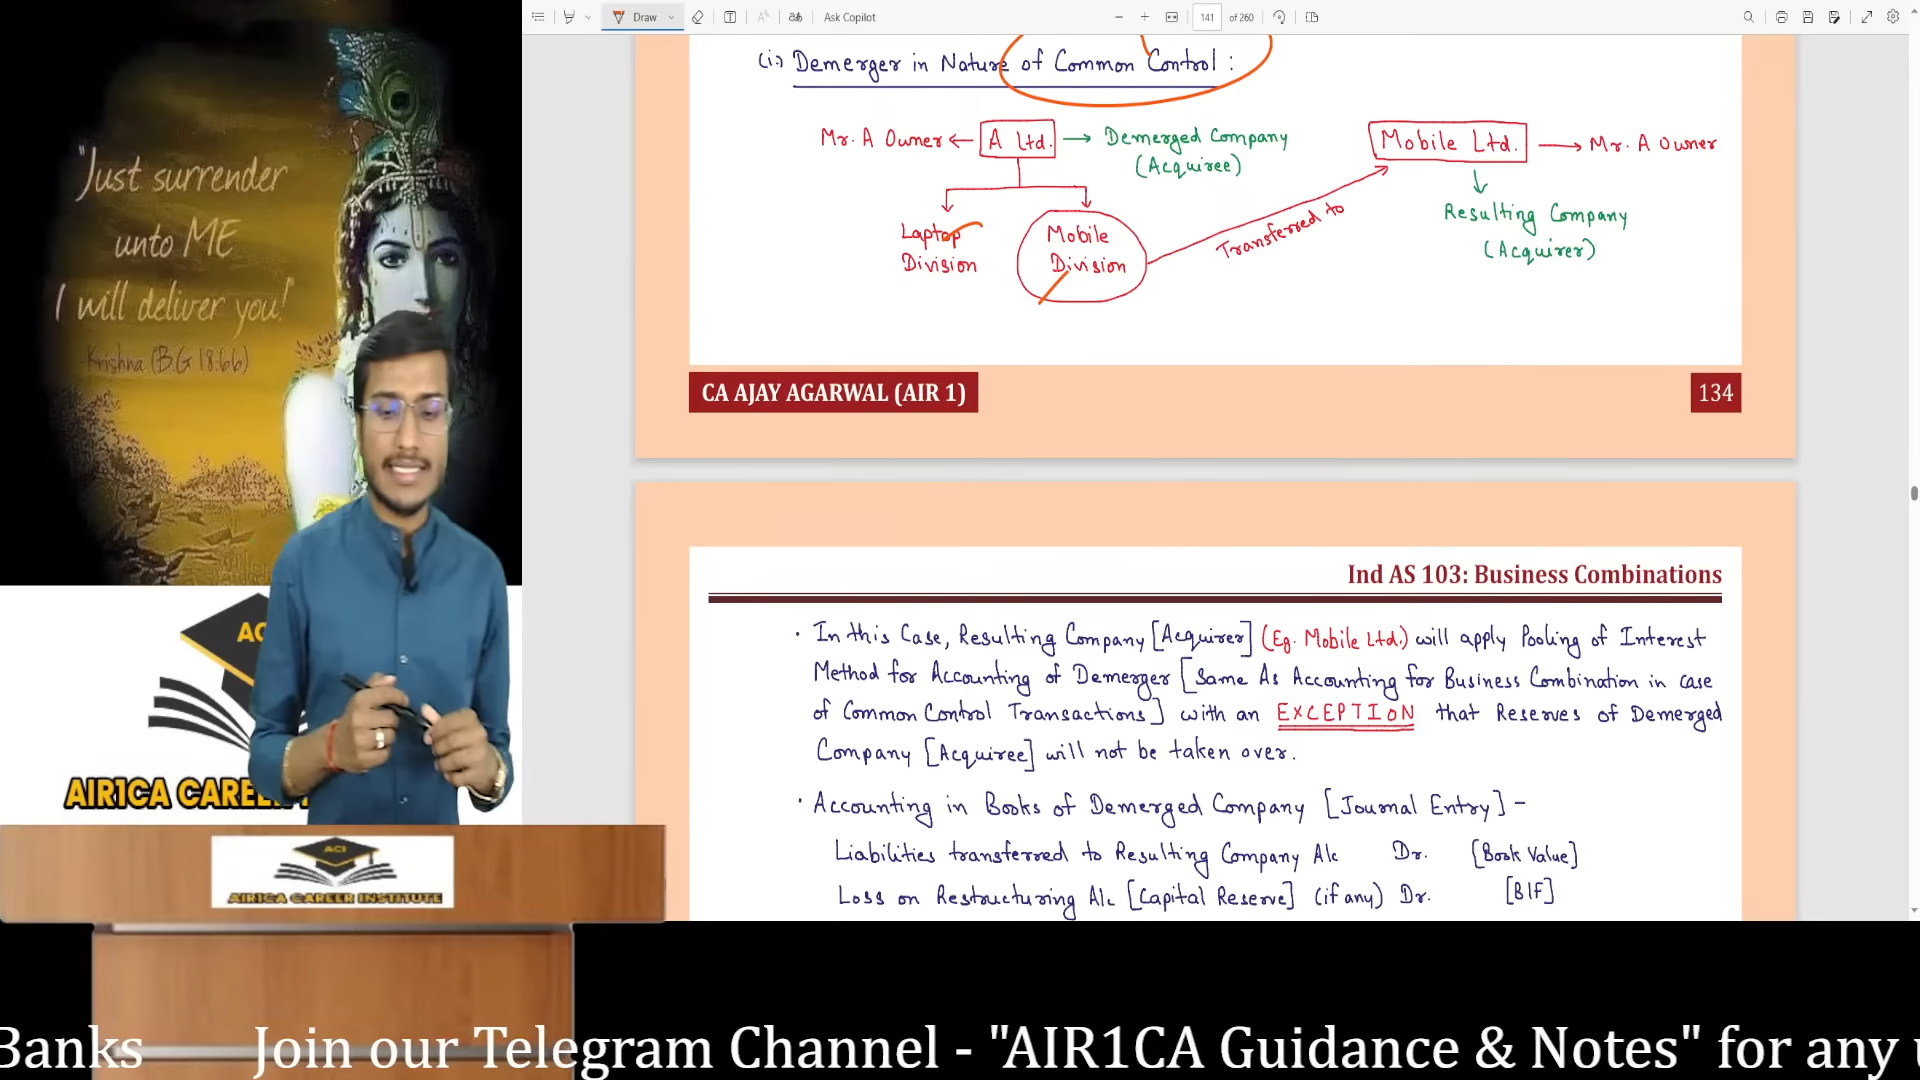 "Just surrender
unto ME
I will deliver you!"
-Krishna (B.G 18:66)
AC
AIR1CA CAREE
ACI
AIR1CA CAREER INSTITUTE
Draw
Ask Copilot
141
of 260
(i) Demerger in Nature of Common Control :
Mr. A Owner
A Ltd.
Demerged Company
(Acquiree)
Mobile Ltd.
Mr. A Owner
Laptop
Division
Mobile
Division
Transferred to
Resulting Company
(Acquirer)
CA AJAY AGARWAL (AIR 1)
134
Ind AS 103: Business Combinations
· In this Case, Resulting Company [Acquirer] (Eg. Mobile Ltd.) will apply Pooling of Interest
Method for Accounting of Demerger [Same As Accounting for Business Combination in case
of Common Control Transactions] with an EXCEPTION that Reserves of Demerged
Company [Acquiree] will not be taken over.
· Accounting in Books of Demerged Company [Journal Entry] -
Liabilities transferred to Resulting Company A/c Dr. [Book Value]
Loss on Restructuring A/c [Capital Reserve] (if any) Dr. [B/F]
Banks Join our Telegram Channel - "AIR1CA Guidance & Notes" for any